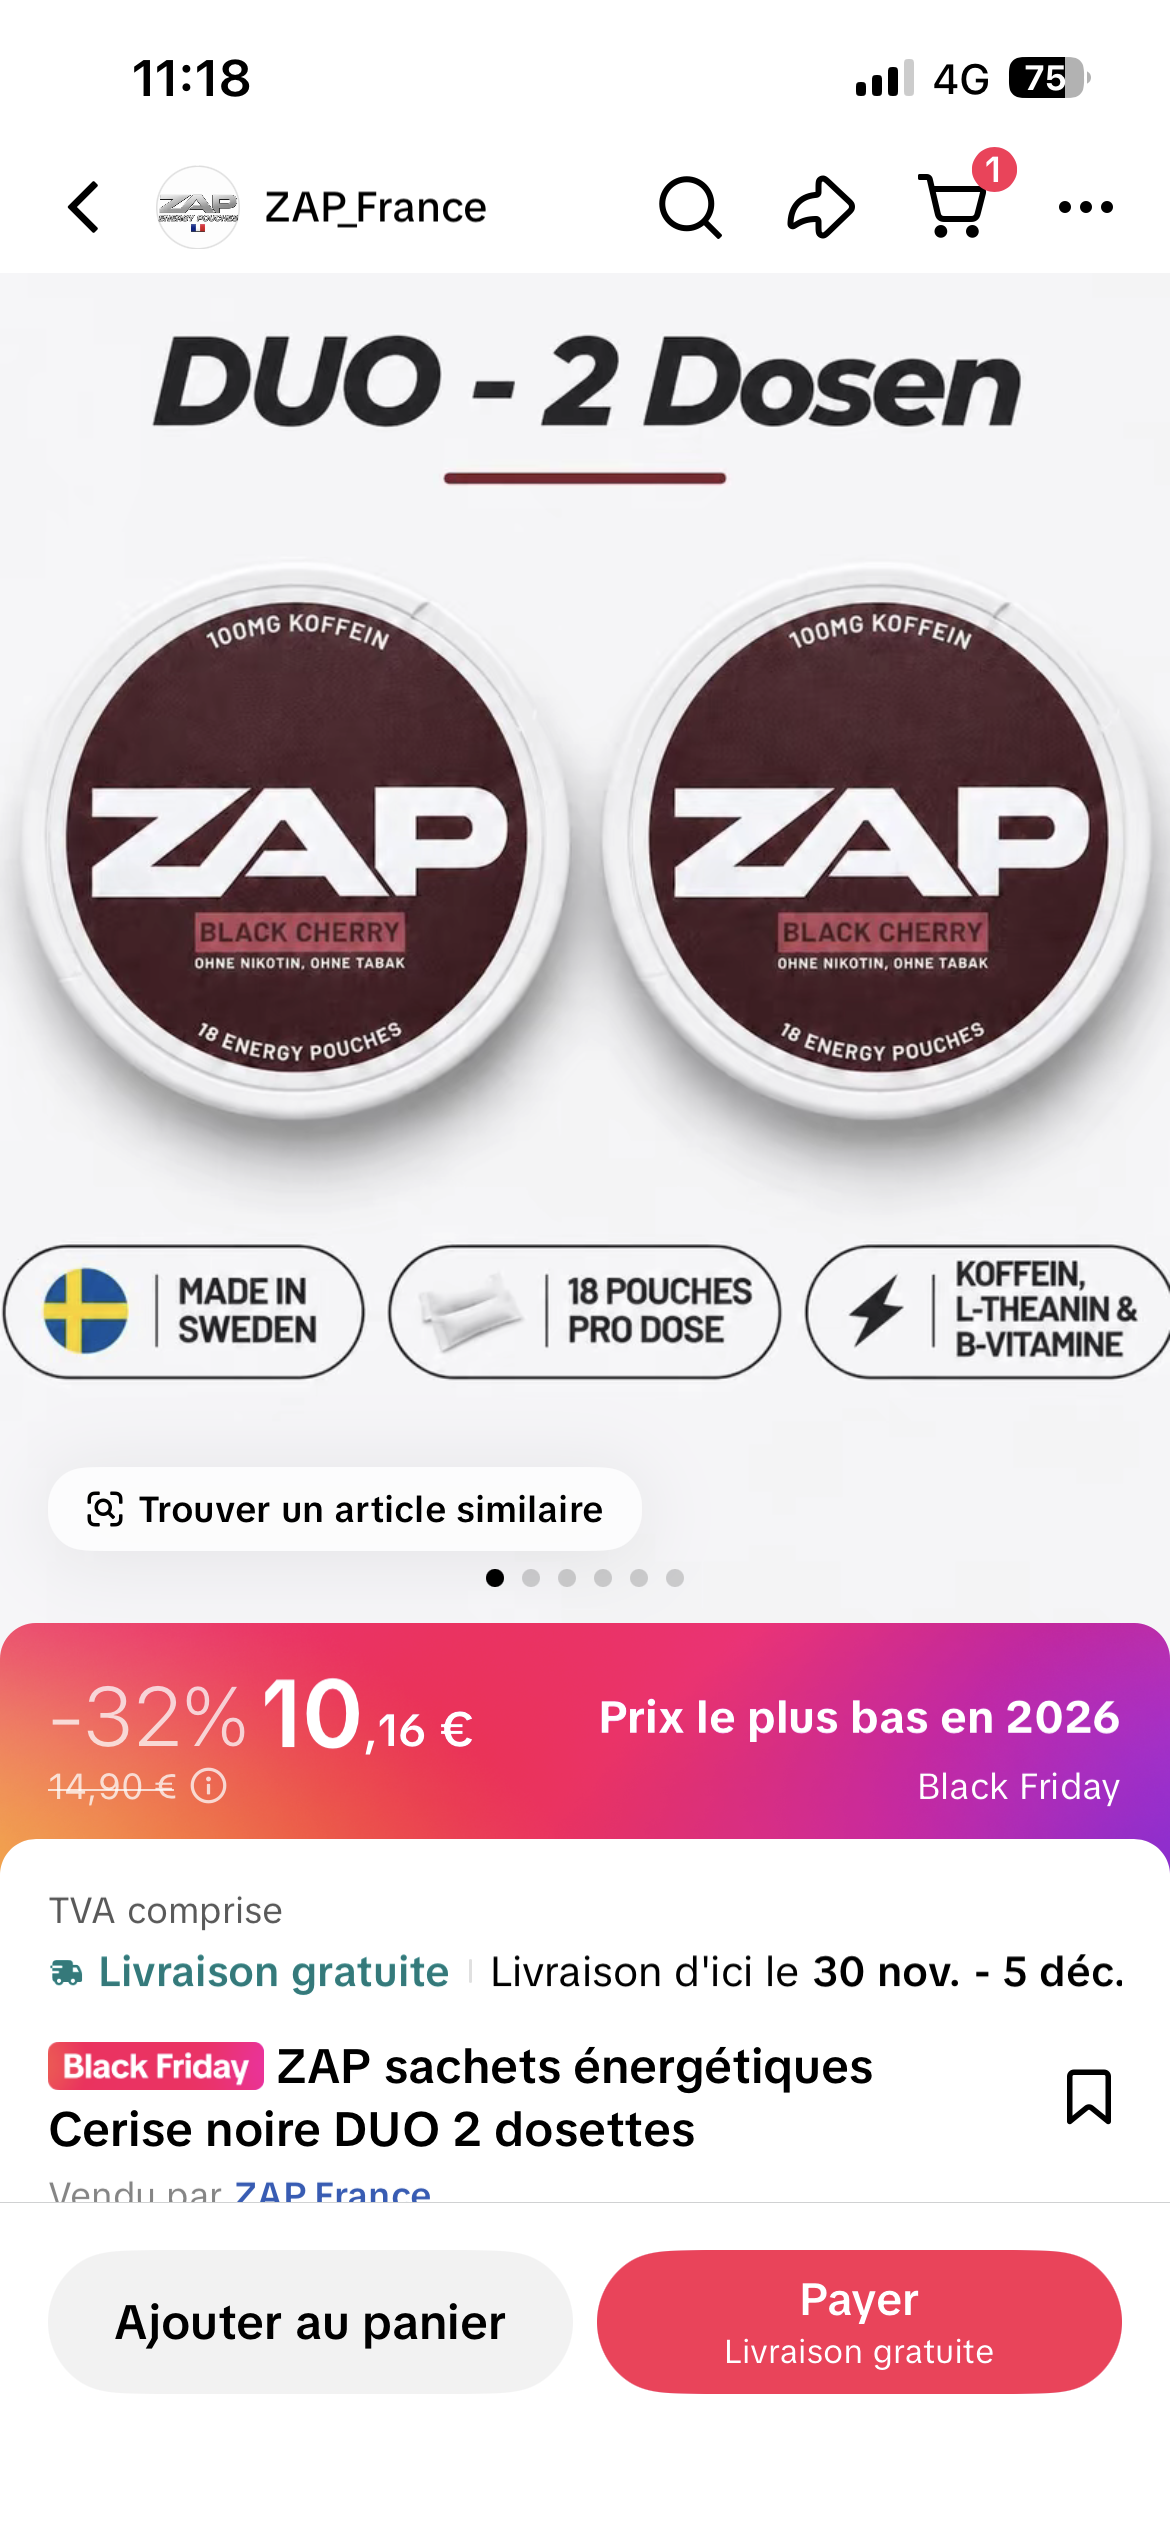 11:18
4G
75
ZAP
ENERGY POUCHES
ZAP_France
1
DUO - 2 Dosen
100MG KOFFEIN
ZAP
BLACK CHERRY
OHNE NIKOTIN, OHNE TABAK
18 ENERGY POUCHES
100MG KOFFEIN
ZAP
BLACK CHERRY
OHNE NIKOTIN, OHNE TABAK
18 ENERGY POUCHES
MADE IN
SWEDEN
18 POUCHES
PRO DOSE
KOFFEIN,
L-THEANIN &
B-VITAMINE
Trouver un article similaire
-32% 10,16 €
Prix le plus bas en 2026
14,90 €
Black Friday
TVA comprise
Livraison gratuite
Livraison d'ici le 30 nov. - 5 déc.
Black Friday ZAP sachets énergétiques
Cerise noire DUO 2 dosettes
Vendu par ZAP France
Ajouter au panier
Payer
Livraison gratuite